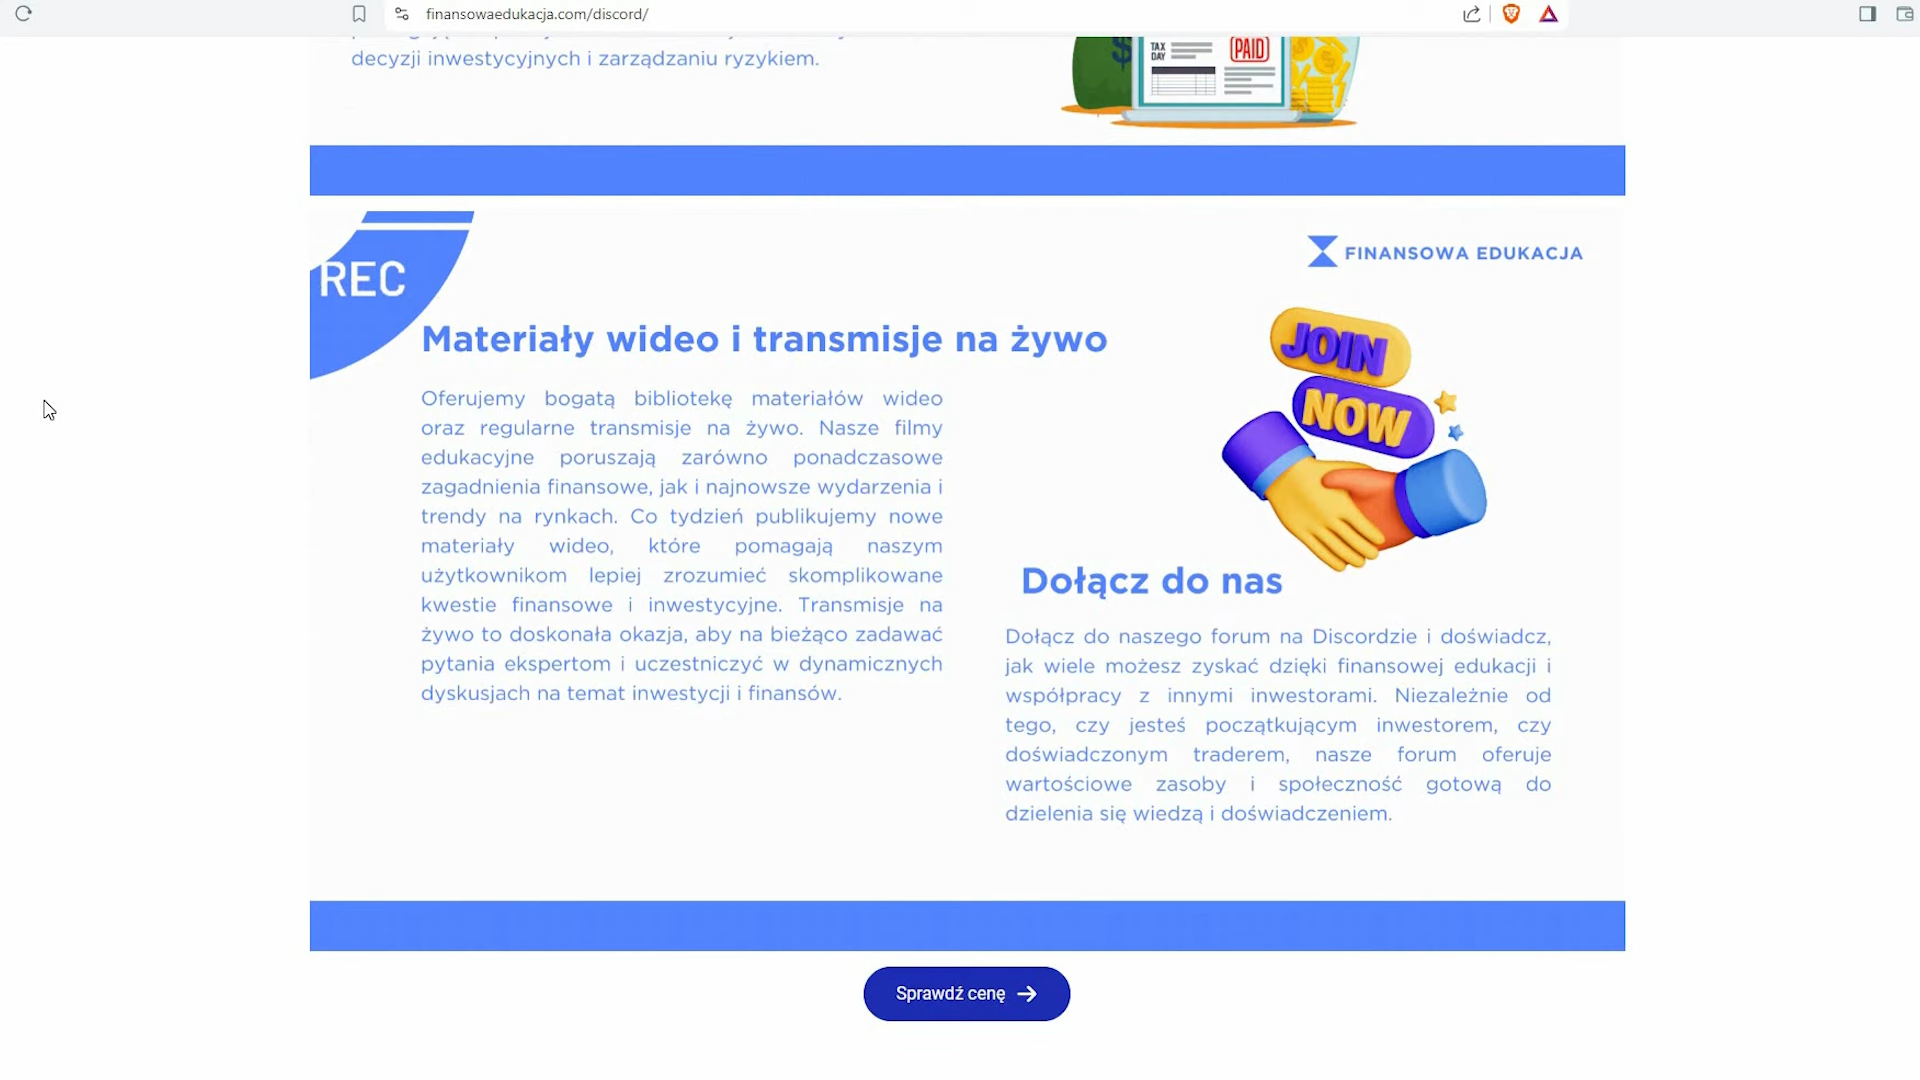 finansowaedukacja.com/discord/
decyzji inwestycyjnych i zarządzaniu ryzykiem.
TAX
DAY
PAID
REC
FINANSOWA EDUKACJA
Materiały wideo i transmisje na żywo
Oferujemy bogatą bibliotekę materiałów wideo
oraz regularne transmisje na żywo. Nasze filmy
edukacyjne poruszają zarówno ponadczasowe
zagadnienia finansowe, jak i najnowsze wydarzenia i
trendy na rynkach. Co tydzień publikujemy nowe
materiały wideo, które pomagają naszym
użytkownikom lepiej zrozumieć skomplikowane
kwestie finansowe i inwestycyjne. Transmisje na
żywo to doskonała okazja, aby na bieżąco zadawać
pytania ekspertom i uczestniczyć w dynamicznych
dyskusjach na temat inwestycji i finansów.
JOIN
NOW
Dołącz do nas
Dołącz do naszego forum na Discordzie i doświadcz,
jak wiele możesz zyskać dzięki finansowej edukacji i
współpracy z innymi inwestorami. Niezależnie od
tego, czy jesteś początkującym inwestorem, czy
doświadczonym traderem, nasze forum oferuje
wartościowe zasoby i społeczność gotową do
dzielenia się wiedzą i doświadczeniem.
Sprawdź cenę